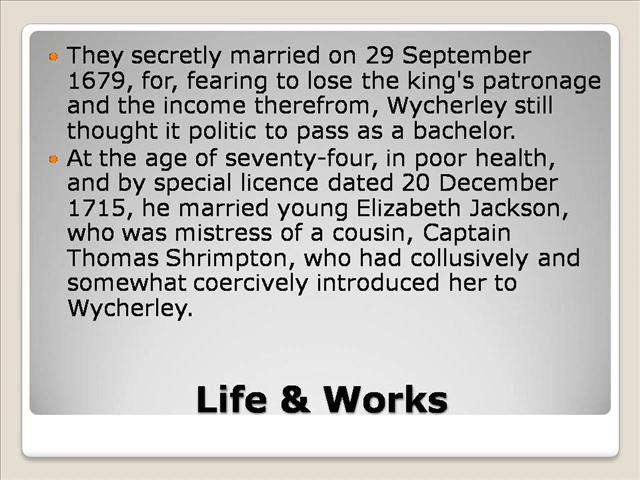 They secretly married on 29 September
1679, for, fearing to lose the king's patronage
and the income therefrom, Wycherley still
thought it politic to pass as a bachelor.
At the age of seventy-four, in poor health,
and by special licence dated 20 December
1715, he married young Elizabeth Jackson,
who was mistress of a cousin, Captain
Thomas Shrimpton, who had collusively and
somewhat coercively introduced her to
Wycherley.
Life & Works